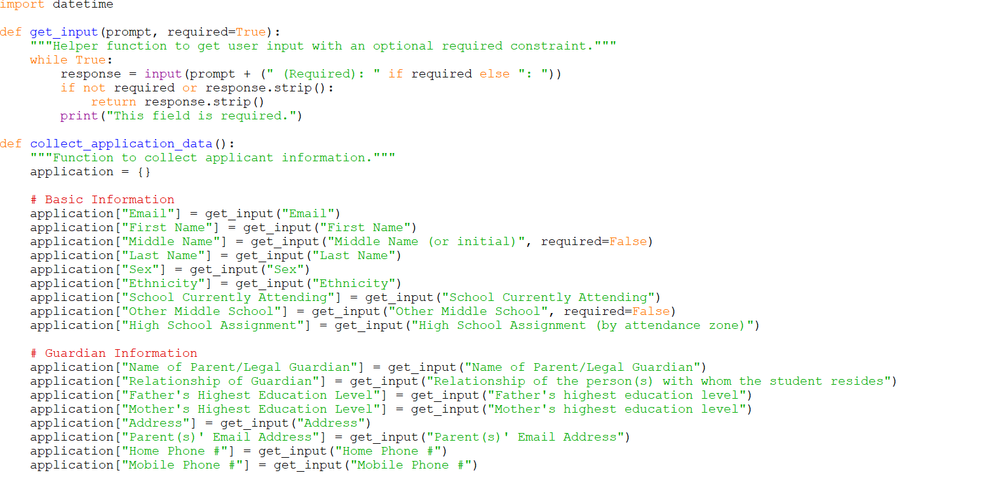 import datetime

def get_input(prompt, required=True):
    """Helper function to get user input with an optional required constraint."""
    while True:
        response = input(prompt + (" (Required): " if required else ": "))
        if not required or response.strip():
            return response.strip()
        print("This field is required.")

def collect_application_data():
    """Function to collect applicant information."""
    application = {}

    # Basic Information
    application["Email"] = get_input("Email")
    application["First Name"] = get_input("First Name")
    application["Middle Name"] = get_input("Middle Name (or initial)", required=False)
    application["Last Name"] = get_input("Last Name")
    application["Sex"] = get_input("Sex")
    application["Ethnicity"] = get_input("Ethnicity")
    application["School Currently Attending"] = get_input("School Currently Attending")
    application["Other Middle School"] = get_input("Other Middle School", required=False)
    application["High School Assignment"] = get_input("High School Assignment (by attendance zone)")

    # Guardian Information
    application["Name of Parent/Legal Guardian"] = get_input("Name of Parent/Legal Guardian")
    application["Relationship of Guardian"] = get_input("Relationship of the person(s) with whom the student resides")
    application["Father's Highest Education Level"] = get_input("Father's highest education level")
    application["Mother's Highest Education Level"] = get_input("Mother's highest education level")
    application["Address"] = get_input("Address")
    application["Parent(s)' Email Address"] = get_input("Parent(s)' Email Address")
    application["Home Phone #"] = get_input("Home Phone #")
    application["Mobile Phone #"] = get_input("Mobile Phone #")